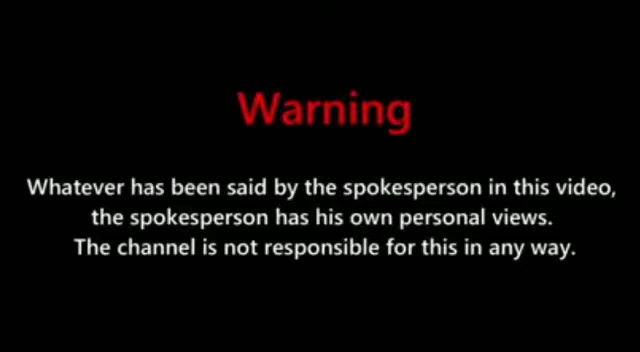 Warning
Whatever has been said by the spokesperson in this video,
the spokesperson has his own personal views.
The channel is not responsible for this in any way.